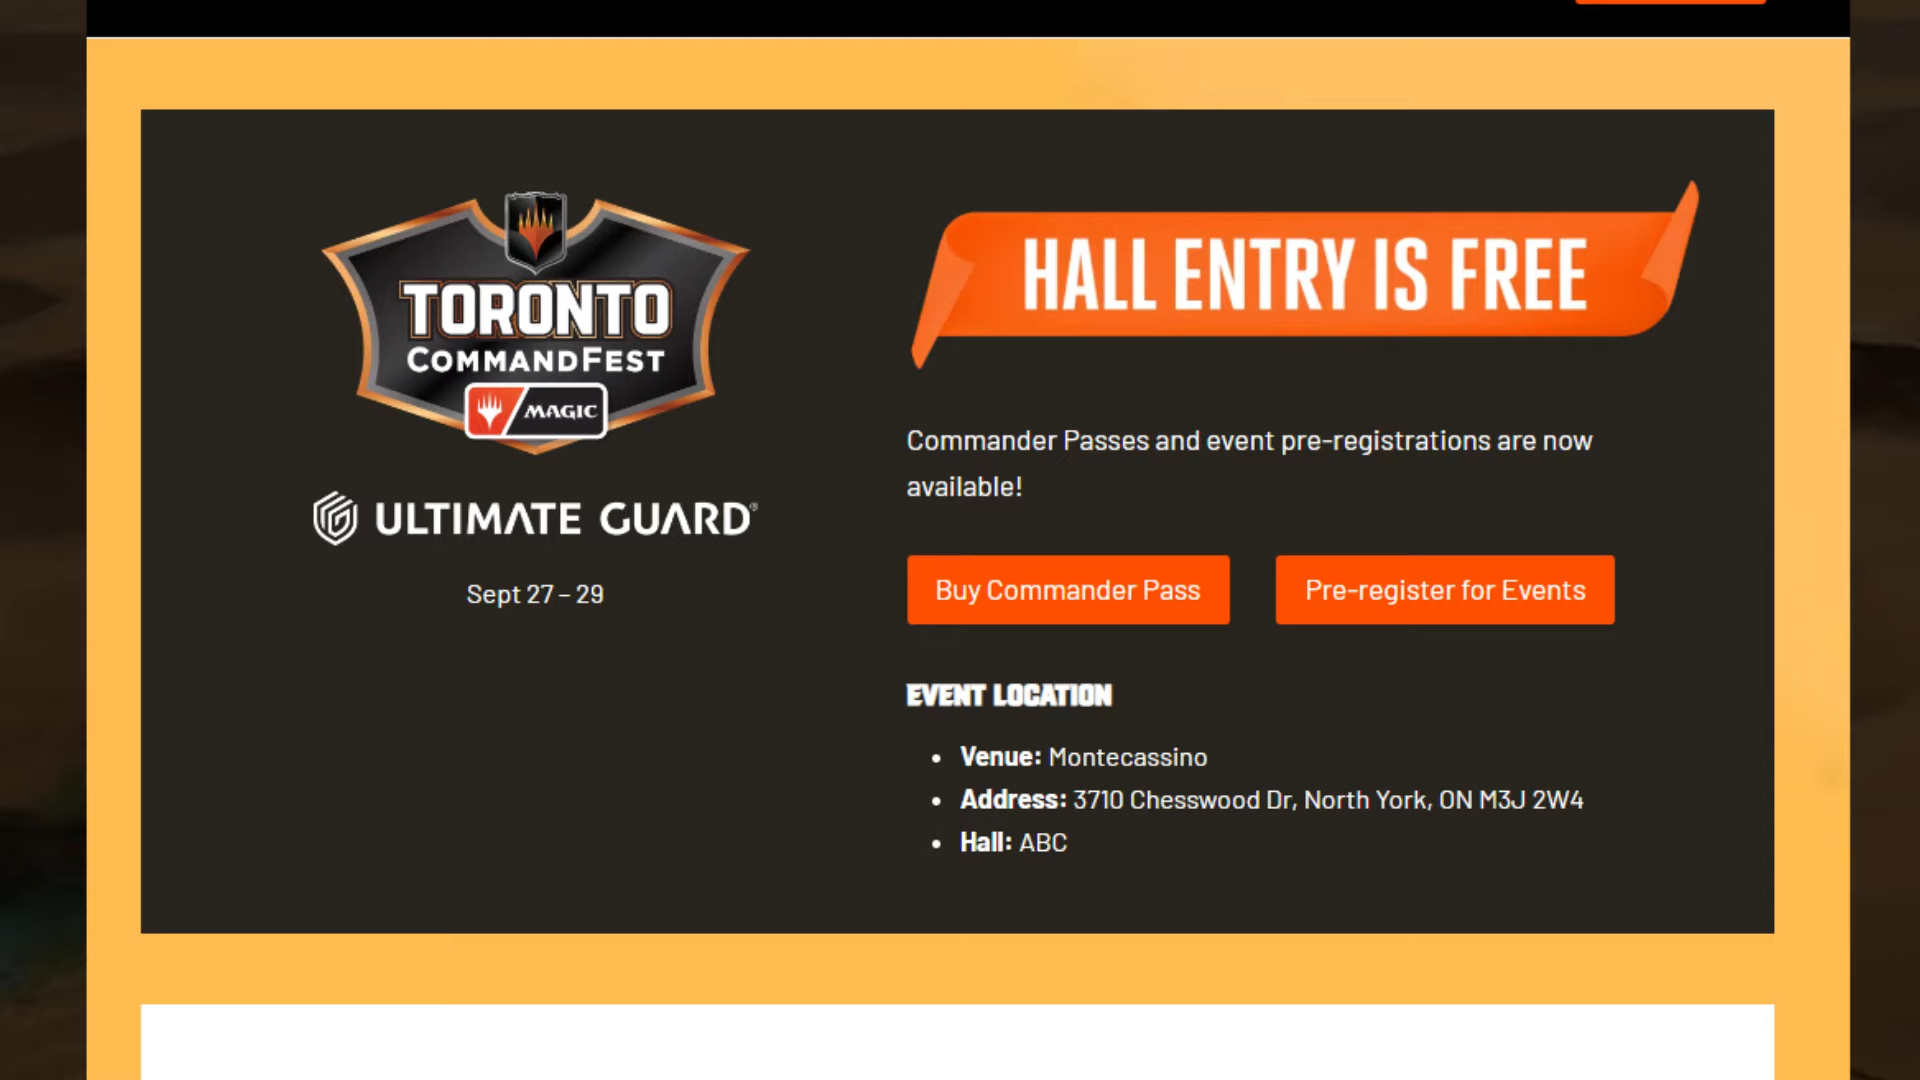 TORONTO
COMMANDFEST
MAGIC
ULTIMATE GUARD®
Sept 27 – 29
HALL ENTRY IS FREE
Commander Passes and event pre-registrations are now
available!
Buy Commander Pass
Pre-register for Events
EVENT LOCATION
• Venue: Montecassino
• Address: 3710 Chesswood Dr, North York, ON M3J 2W4
• Hall: ABC